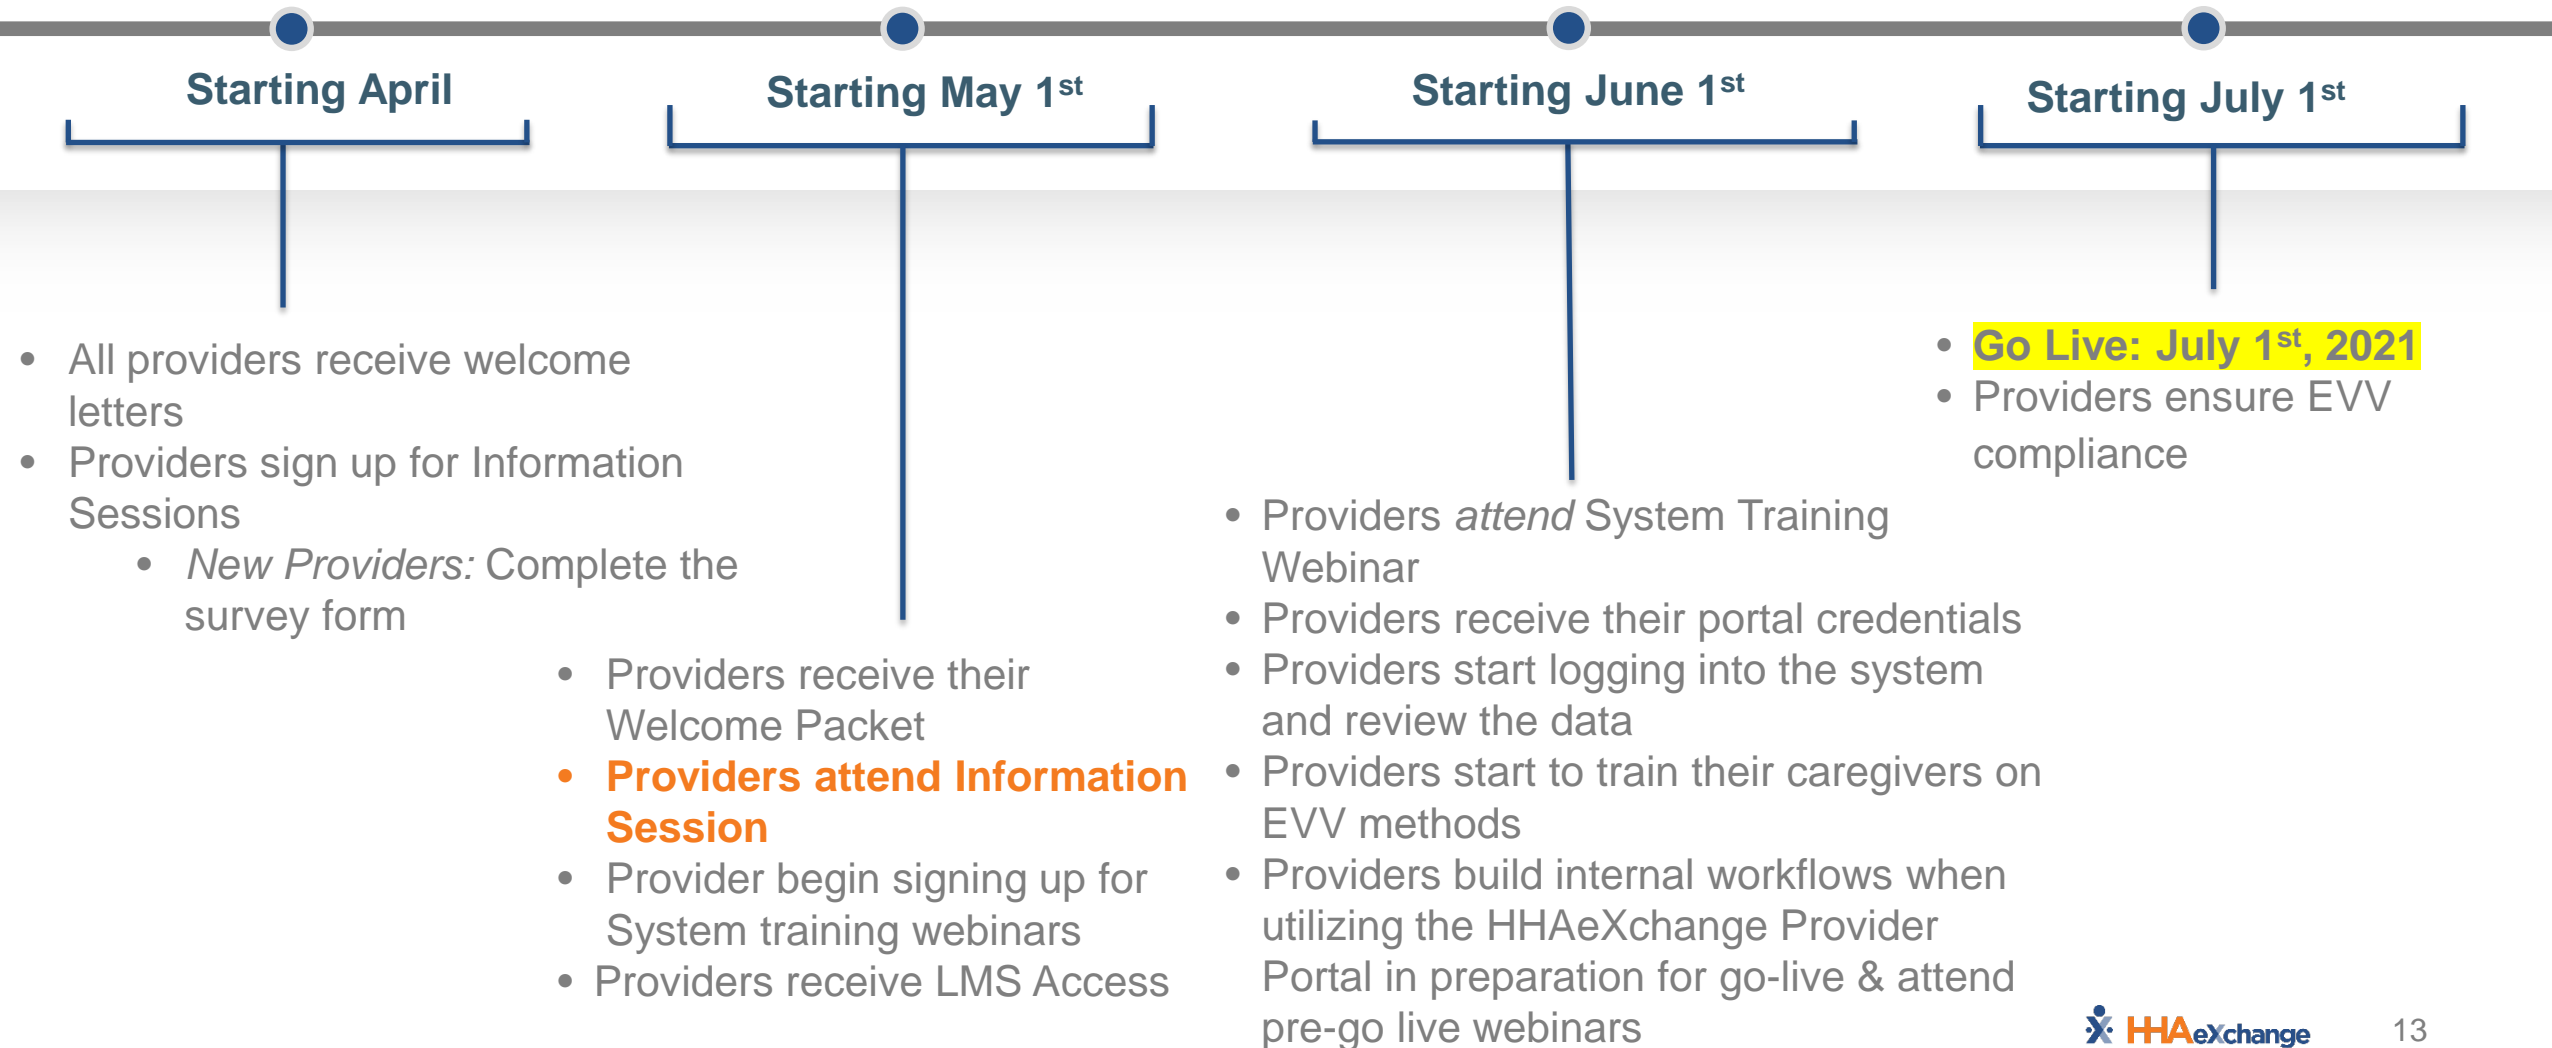 Starting April
Starting May 1st
Starting June 1st
Starting July 1st
• All providers receive welcome
letters
• Providers sign up for Information
Sessions
• New Providers: Complete the
survey form
• Providers receive their
Welcome Packet
• Providers attend Information
Session
• Provider begin signing up for
System training webinars
• Providers receive LMS Access
• Providers attend System Training
Webinar
• Providers receive their portal credentials
• Providers start logging into the system
and review the data
• Providers start to train their caregivers on
EVV methods
• Providers build internal workflows when
utilizing the HHAeXchange Provider
Portal in preparation for go-live & attend
pre-go live webinars
• Go Live: July 1st, 2021
• Providers ensure EVV
compliance
HHAeXchange
13